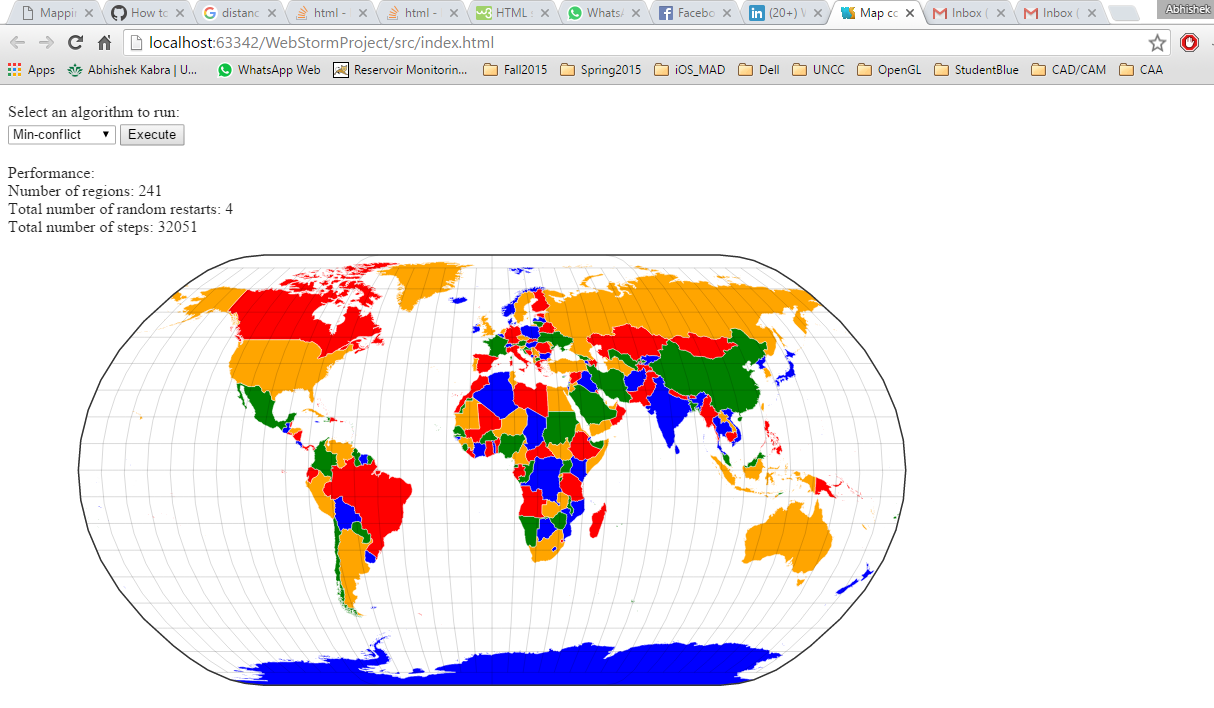 Mappi
How to
distanc
html -
html -
HTML
WhatsA
Facebo
(20+) W
Map co
Inbox (
Inbox (
Abhishek
localhost:63342/WebStormProject/src/index.html
Apps
Abhishek Kabra | U...
WhatsApp Web
Reservoir Monitorin...
Fall2015
Spring2015
iOS_MAD
Dell
UNCC
OpenGL
StudentBlue
CAD/CAM
CAA
Select an algorithm to run:
Min-conflict
Execute
Performance:
Number of regions: 241
Total number of random restarts: 4
Total number of steps: 32051